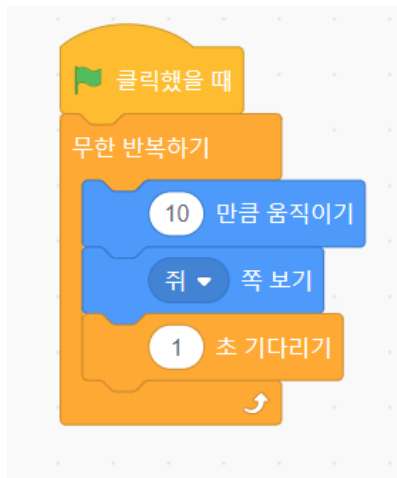 클릭했을 때
무한 반복하기
10 만큼 움직이기
쥐 쪽 보기
1 초 기다리기